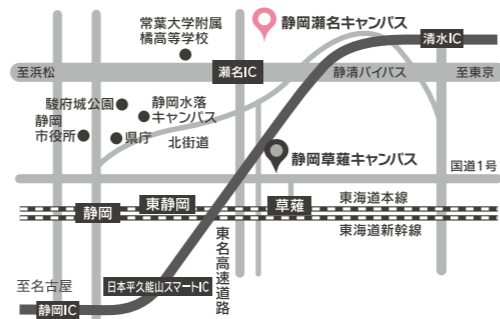 常葉大学附属
橘高等学校
静岡瀬名キャンパス
清水IC
至浜松
瀬名IC
静清バイパス
至東京
駿府城公園
静岡水落
キャンパス
静岡
市役所
県庁
北街道
静岡草薙キャンパス
国道1号
静岡
東静岡
草薙
東海道本線
東海道新幹線
東名高速道路
至名古屋
日本平久能山スマートIC
静岡IC